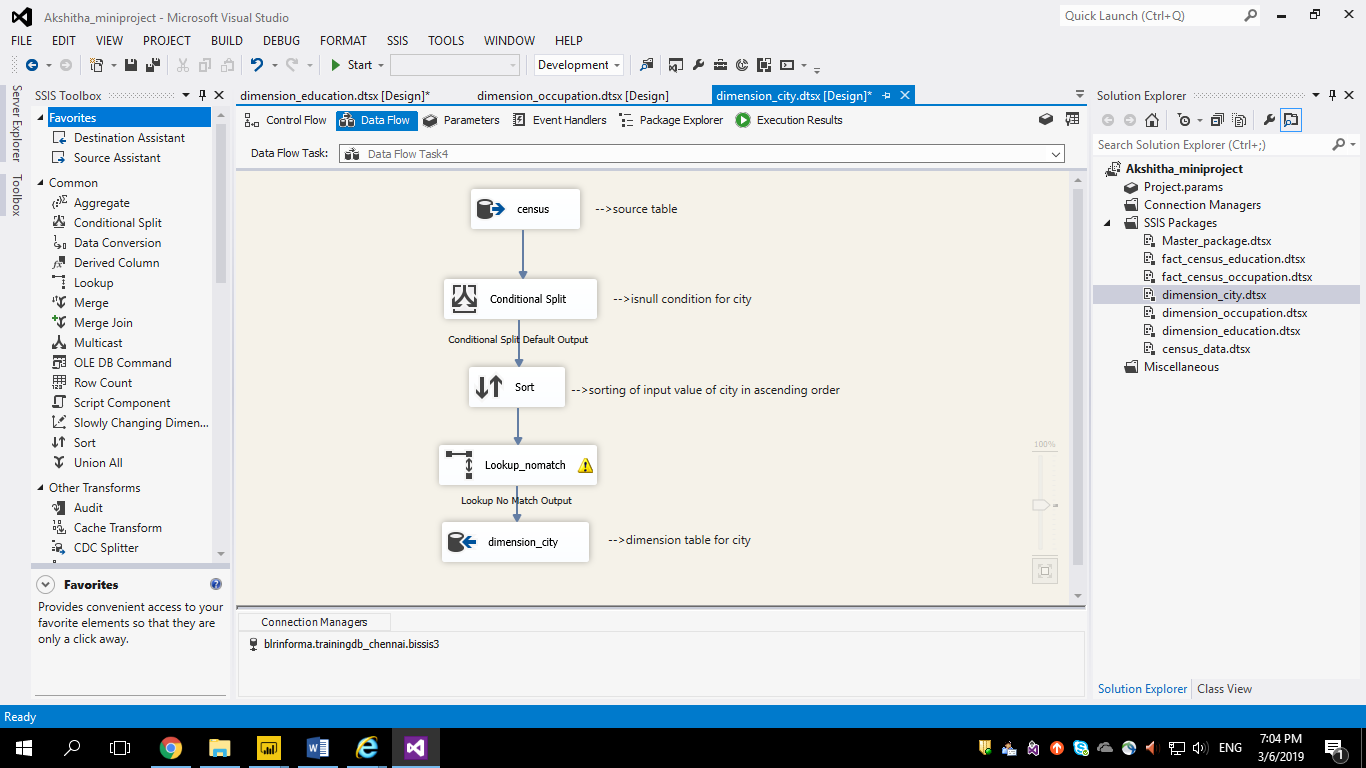 Akshitha_miniproject - Microsoft Visual Studio
Quick Launch (Ctrl+Q)
FILE EDIT VIEW PROJECT BUILD DEBUG FORMAT SSIS TOOLS WINDOW HELP
Start
Development
Server Explorer
Toolbox
SSIS Toolbox
Favorites
Destination Assistant
Source Assistant
Common
Aggregate
Conditional Split
Data Conversion
Derived Column
Lookup
Merge
Merge Join
Multicast
OLE DB Command
Row Count
Script Component
Slowly Changing Dimen...
Sort
Union All
Other Transforms
Audit
Cache Transform
CDC Splitter
Favorites
Provides convenient access to your
favorite elements so that they are
only a click away.
dimension_education.dtsx [Design]*
dimension_occupation.dtsx [Design]
dimension_city.dtsx [Design]*
Control Flow
Data Flow
Parameters
Event Handlers
Package Explorer
Execution Results
Data Flow Task:
Data Flow Task4
census
-->source table
Conditional Split
-->isnull condition for city
Conditional Split Default Output
Sort
-->sorting of input value of city in ascending order
Lookup_nomatch
Lookup No Match Output
dimension_city
-->dimension table for city
100%
Connection Managers
blrinforma.trainingdb_chennai.bissis3
Solution Explorer
Search Solution Explorer (Ctrl+;)
Akshitha_miniproject
Project.params
Connection Managers
SSIS Packages
Master_package.dtsx
fact_census_education.dtsx
fact_census_occupation.dtsx
dimension_city.dtsx
dimension_occupation.dtsx
dimension_education.dtsx
census_data.dtsx
Miscellaneous
Solution Explorer
Class View
Ready
ENG
7:04 PM
3/6/2019
1